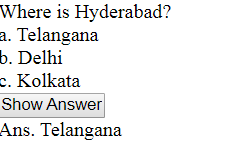 Where is Hyderabad?
a. Telangana
b. Delhi
c. Kolkata
Show Answer
Ans. Telangana